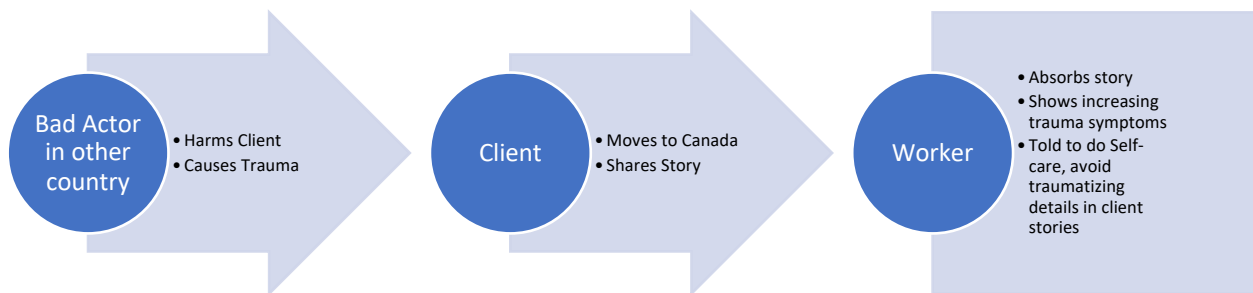 Bad Actor
in other
country
• Harms Client
• Causes Trauma
Client
• Moves to Canada
• Shares Story
Worker
• Absorbs story
• Shows increasing
trauma symptoms
• Told to do Self-
care, avoid
traumatizing
details in client
stories